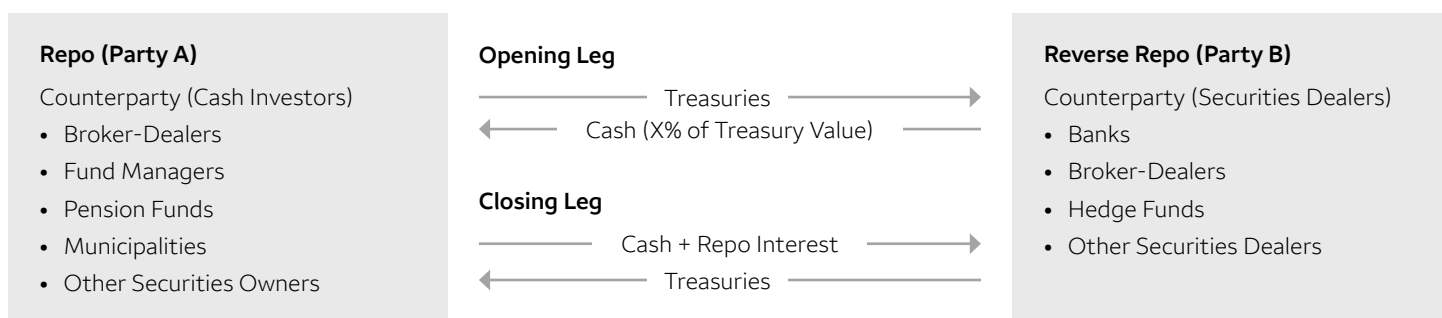 Repo (Party A)
Counterparty (Cash Investors)
• Broker-Dealers
• Fund Managers
• Pension Funds
• Municipalities
• Other Securities Owners
Opening Leg
Treasuries
Cash (X% of Treasury Value)
Closing Leg
Cash + Repo Interest
Treasuries
Reverse Repo (Party B)
Counterparty (Securities Dealers)
• Banks
• Broker-Dealers
• Hedge Funds
• Other Securities Dealers